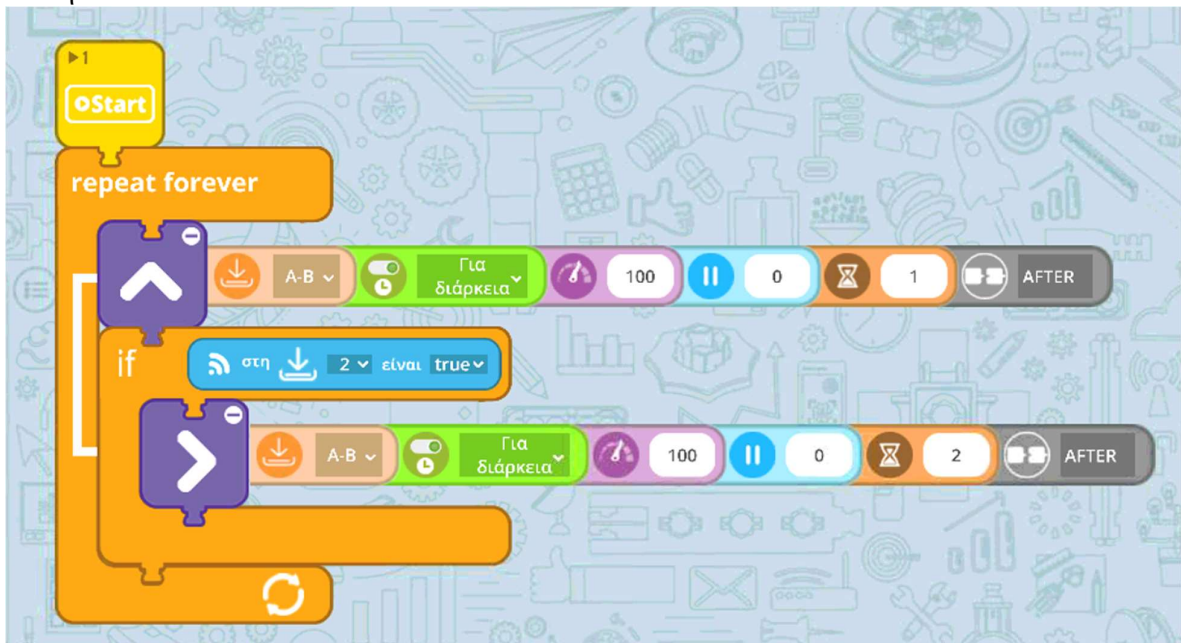 1
Start
repeat forever
A-B Για διάρκεια 100 0 1 AFTER
if στη 2 είναι true
A-B Για διάρκεια 100 0 2 AFTER